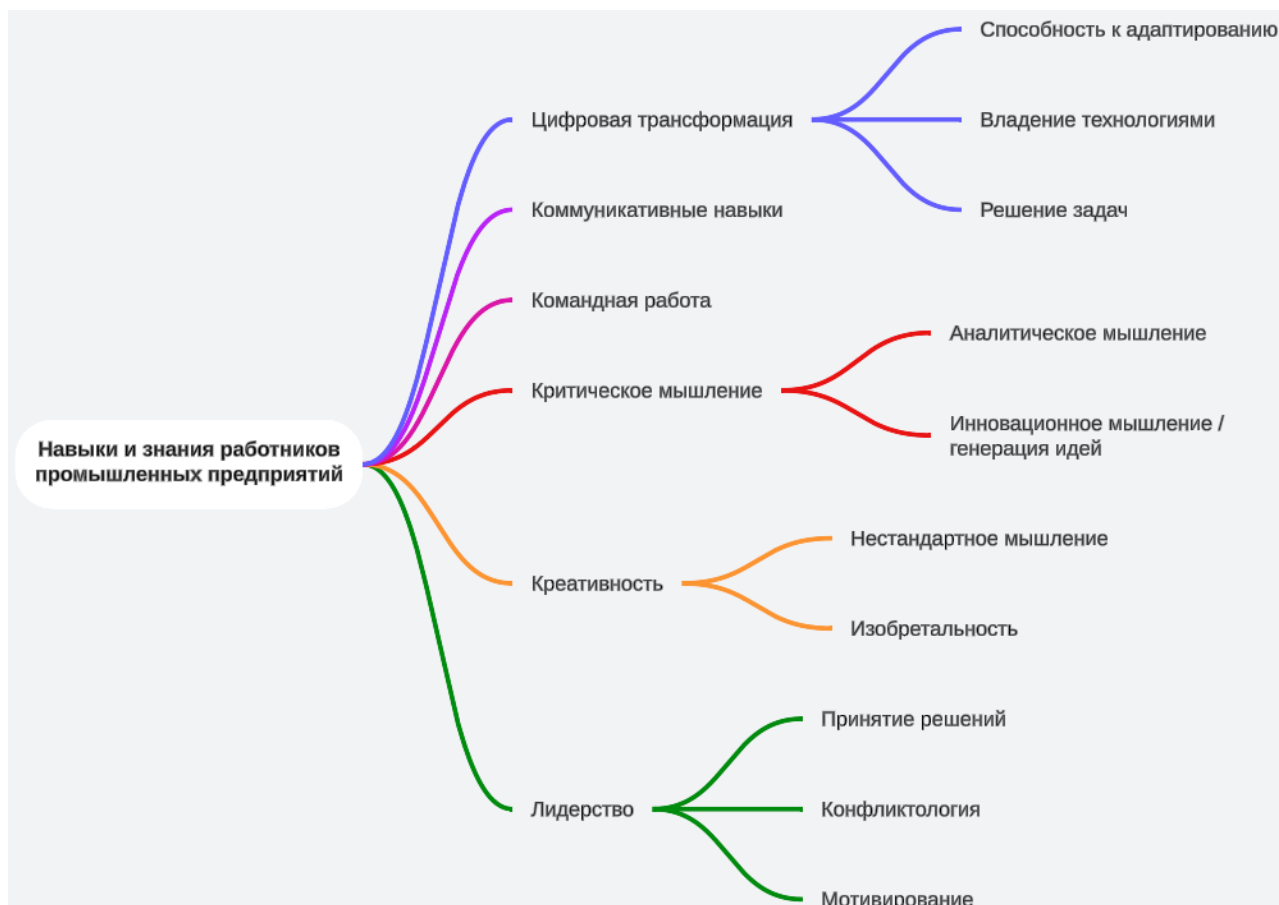 Навыки и знания работников
промышленных предприятий
Цифровая трансформация
Способность к адаптированию
Владение технологиями
Решение задач
Коммуникативные навыки
Командная работа
Критическое мышление
Аналитическое мышление
Инновационное мышление /
генерация идей
Креативность
Нестандартное мышление
Изобретальность
Лидерство
Принятие решений
Конфликтология
Мотивирование